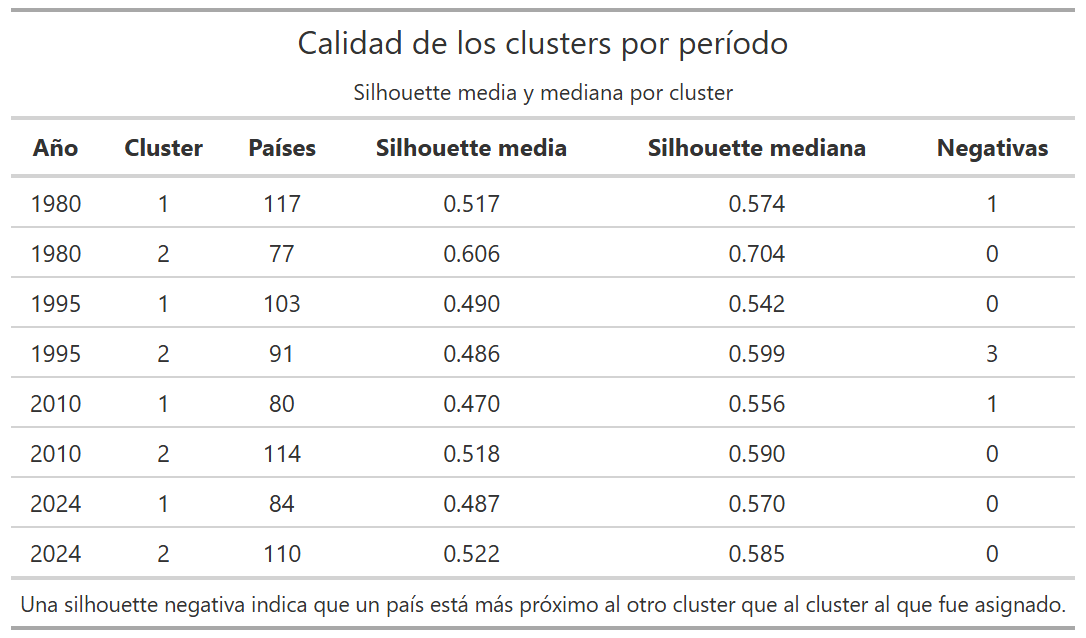 Calidad de los clusters por período
Silhouette media y mediana por cluster
Año Cluster Países Silhouette media Silhouette mediana Negativas
1980 1 117 0.517 0.574 1
1980 2 77 0.606 0.704 0
1995 1 103 0.490 0.542 0
1995 2 91 0.486 0.599 3
2010 1 80 0.470 0.556 1
2010 2 114 0.518 0.590 0
2024 1 84 0.487 0.570 0
2024 2 110 0.522 0.585 0
Una silhouette negativa indica que un país está más próximo al otro cluster que al cluster al que fue asignado.